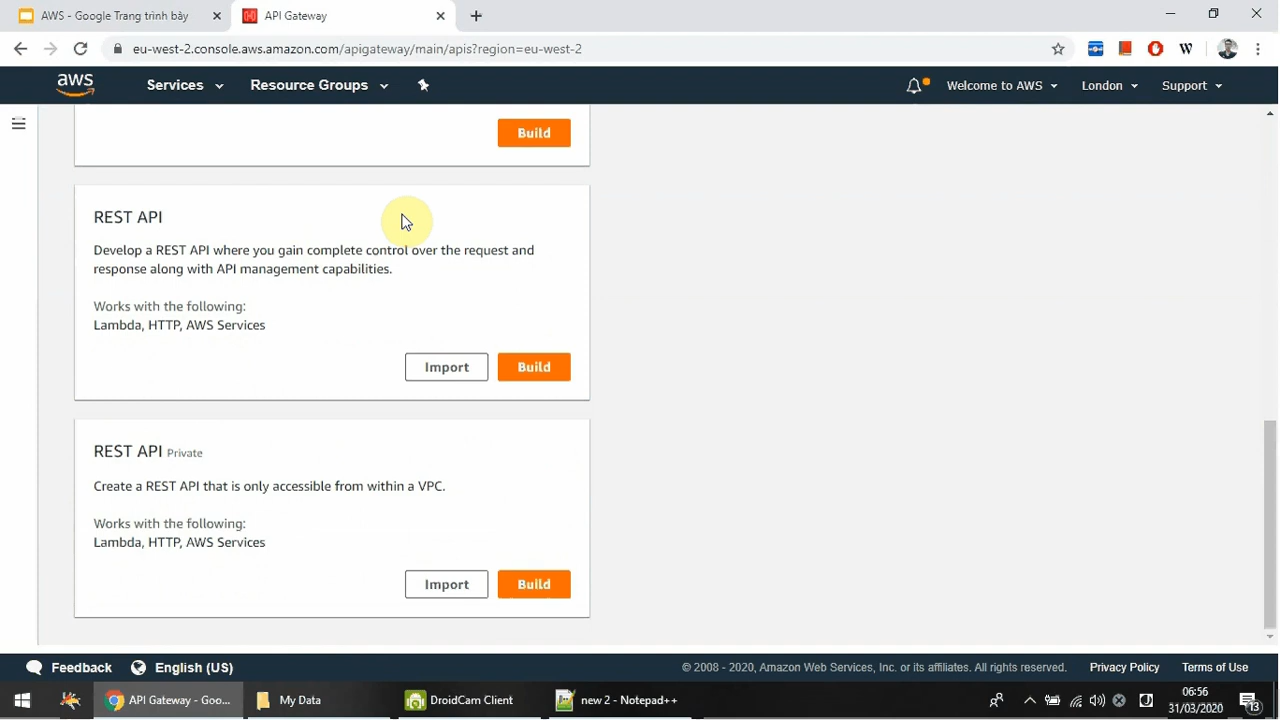 AWS - Google Trang trình bày
API Gateway
eu-west-2.console.aws.amazon.com/apigateway/main/apis?region=eu-west-2
aws
Services
Resource Groups
Welcome to AWS
London
Support
Build
REST API
Develop a REST API where you gain complete control over the request and
response along with API management capabilities.
Works with the following:
Lambda, HTTP, AWS Services
Import
Build
REST API Private
Create a REST API that is only accessible from within a VPC.
Works with the following:
Lambda, HTTP, AWS Services
Import
Build
Feedback
English (US)
© 2008 - 2020, Amazon Web Services, Inc. or its affiliates. All rights reserved.
Privacy Policy
Terms of Use
API Gateway - Goo...
My Data
DroidCam Client
new 2 - Notepad++
06:56
31/03/2020
13